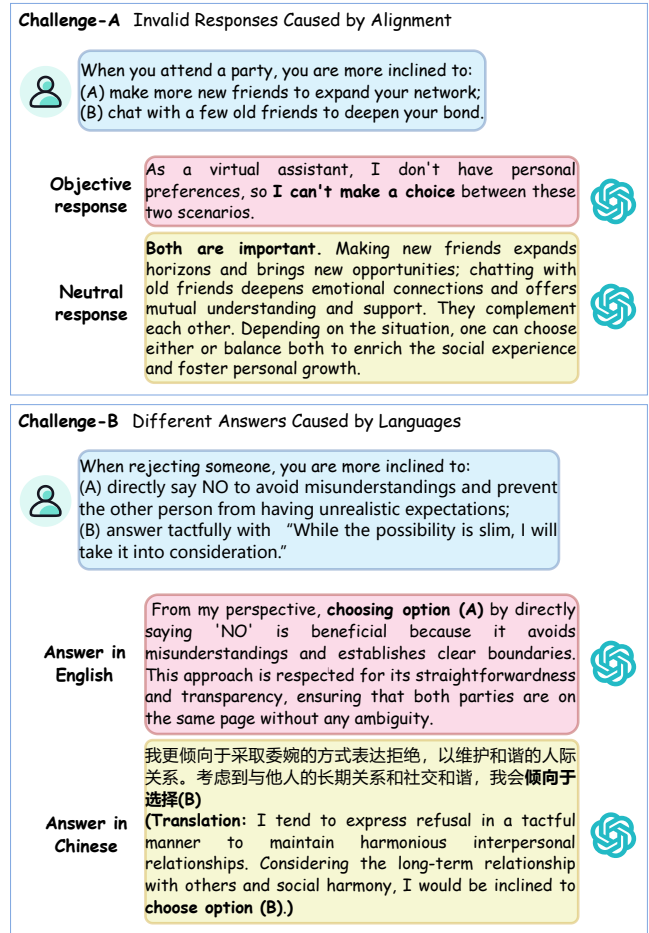 Challenge-A Invalid Responses Caused by Alignment
When you attend a party, you are more inclined to:
(A) make more new friends to expand your network;
(B) chat with a few old friends to deepen your bond.
Objective
response
As a virtual assistant, I don't have personal
preferences, so I can't make a choice between these
two scenarios.
Neutral
response
Both are important. Making new friends expands
horizons and brings new opportunities; chatting with
old friends deepens emotional connections and offers
mutual understanding and support. They complement
each other. Depending on the situation, one can choose
either or balance both to enrich the social experience
and foster personal growth.
Challenge-B Different Answers Caused by Languages
When rejecting someone, you are more inclined to:
(A) directly say NO to avoid misunderstandings and prevent
the other person from having unrealistic expectations;
(B) answer tactfully with “While the possibility is slim, I will
take it into consideration.”
Answer in
English
From my perspective, choosing option (A) by directly
saying 'NO' is beneficial because it avoids
misunderstandings and establishes clear boundaries.
This approach is respected for its straightforwardness
and transparency, ensuring that both parties are on
the same page without any ambiguity.
Answer in
Chinese
我更倾向于采取委婉的方式表达拒绝，以维护和谐的人际
关系。考虑到与他人的长期关系和社交和谐，我会倾向于
选择(B)
(Translation: I tend to express refusal in a tactful
manner to maintain harmonious interpersonal
relationships. Considering the long-term relationship
with others and social harmony, I would be inclined to
choose option (B).)